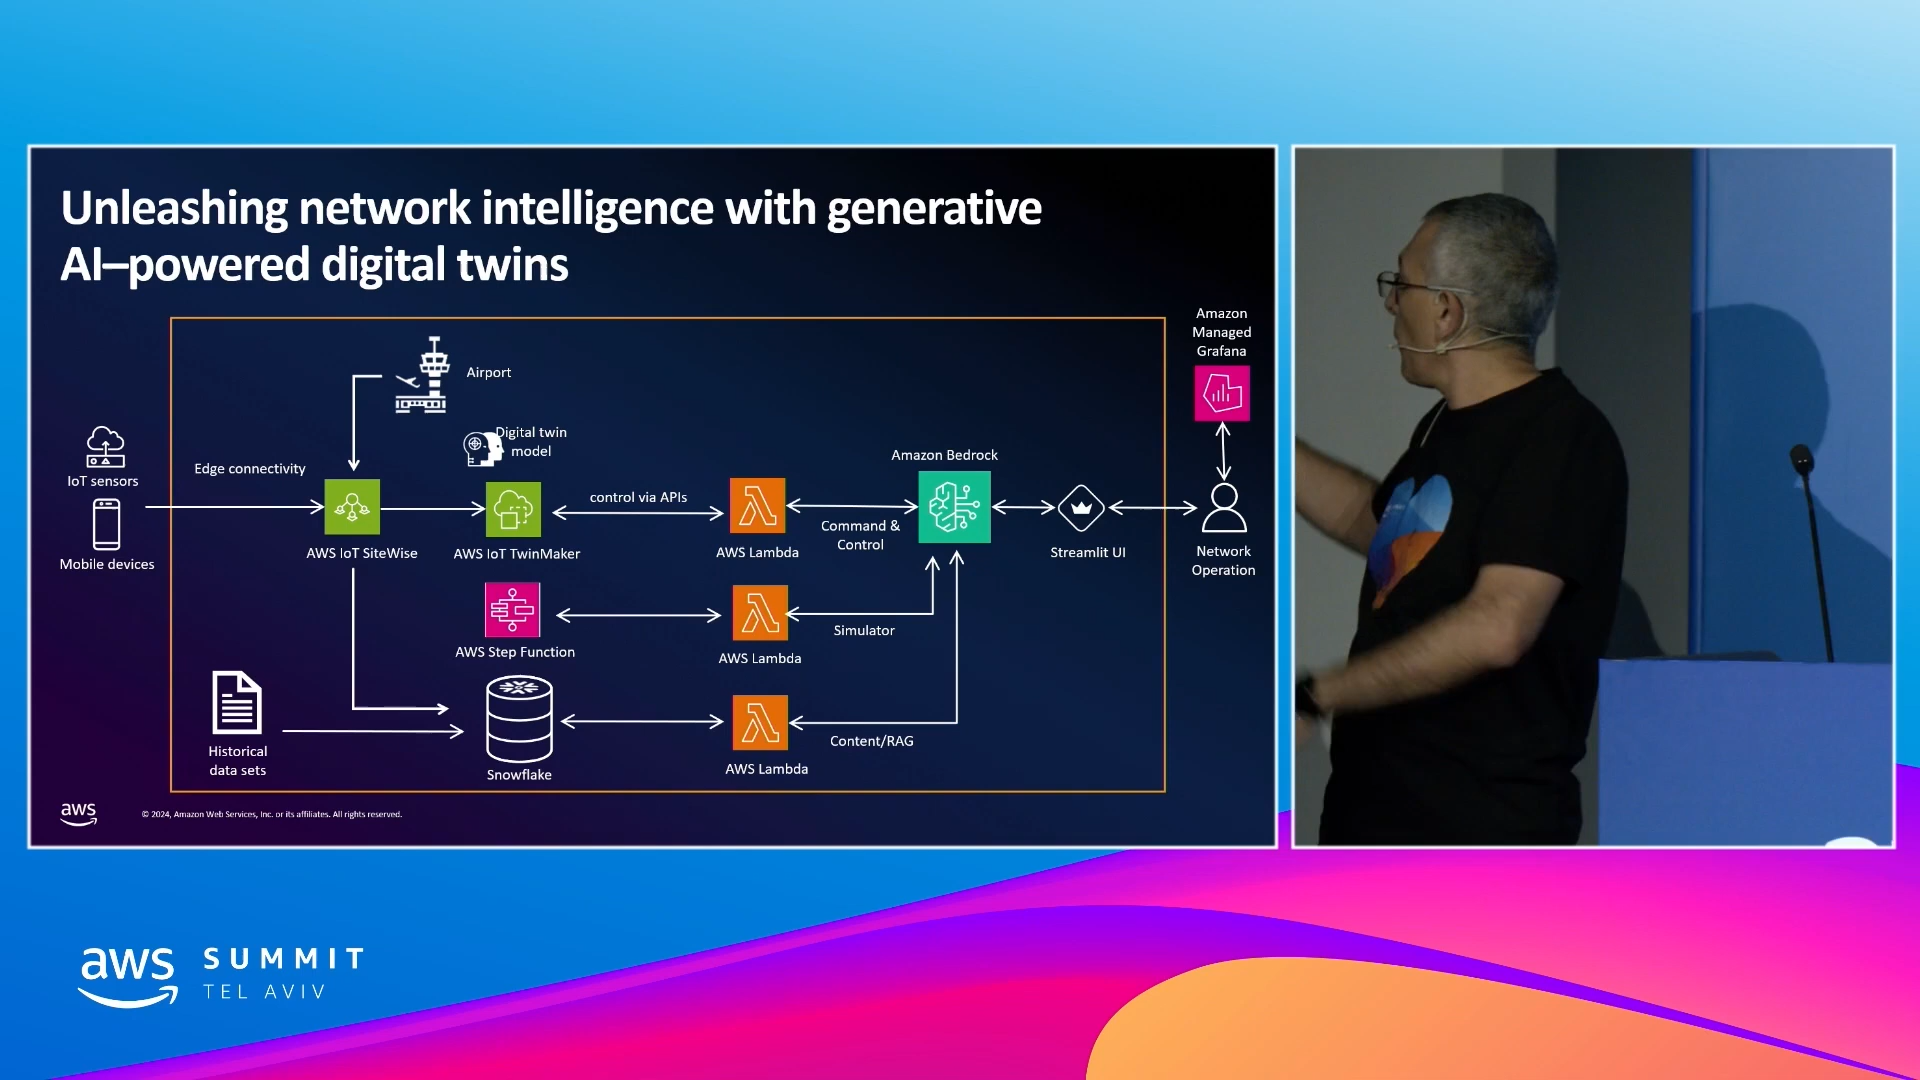 Unleashing network intelligence with generative
AI–powered digital twins
Amazon
Managed
Grafana
Airport
Digital twin
model
IoT sensors
Edge connectivity
control via APIs
Amazon Bedrock
Mobile devices
AWS IoT SiteWise
AWS IoT TwinMaker
AWS Lambda
Command &
Control
Streamlit UI
Network
Operation
AWS Step Function
AWS Lambda
Simulator
Historical
data sets
Snowflake
AWS Lambda
Content/RAG
aws
© 2024, Amazon Web Services, Inc. or its affiliates. All rights reserved.
aws SUMMIT
TEL AVIV